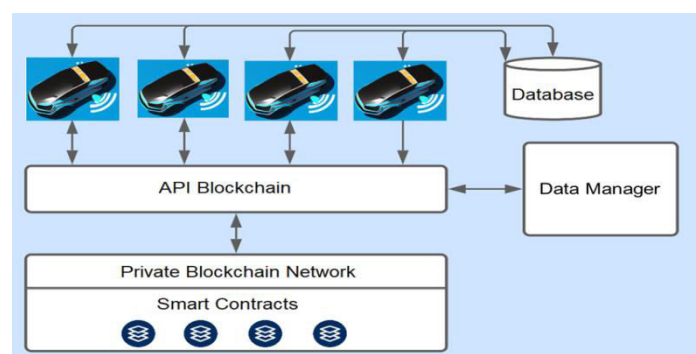 Database
API Blockchain
Data Manager
Private Blockchain Network
Smart Contracts